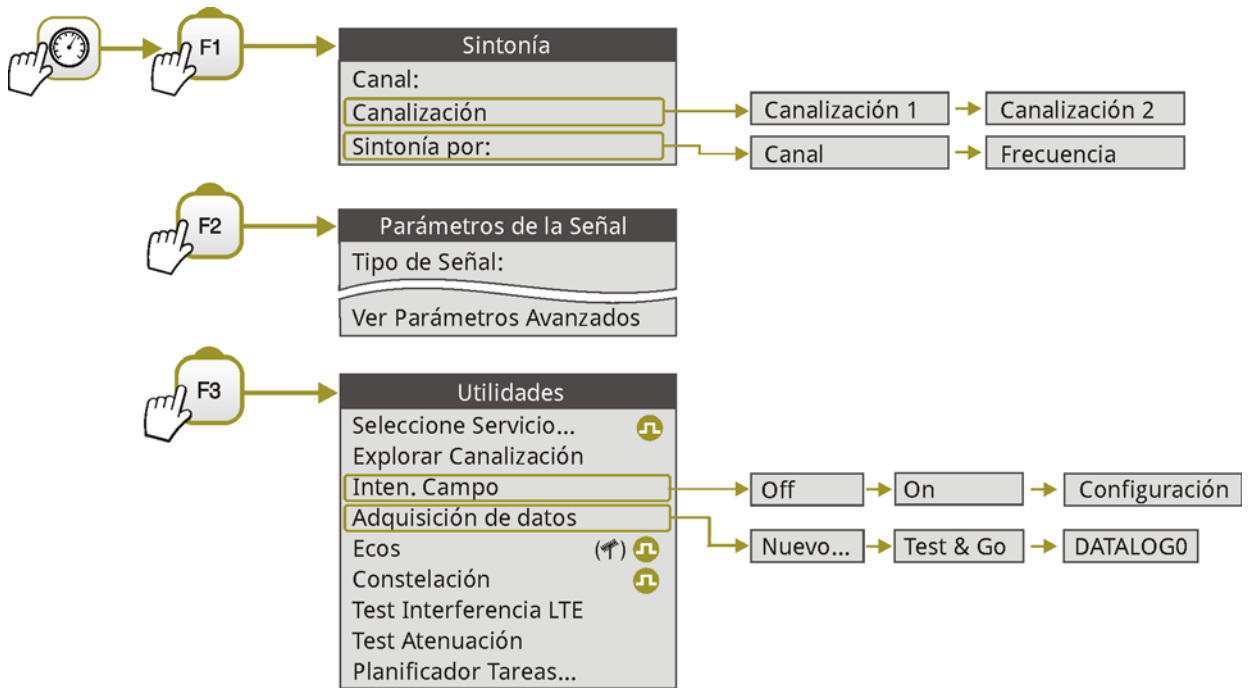 F1
Sintonía
Canal:
Canalización
Canalización 1
Canalización 2
Sintonía por:
Canal
Frecuencia
F2
Parámetros de la Señal
Tipo de Señal:
Ver Parámetros Avanzados
F3
Utilidades
Seleccione Servicio...
Explorar Canalización
Inten. Campo
Off
On
Configuración
Adquisición de datos
Nuevo...
Test & Go
DATALOG0
Ecos
Constelación
Test Interferencia LTE
Test Atenuación
Planificador Tareas...